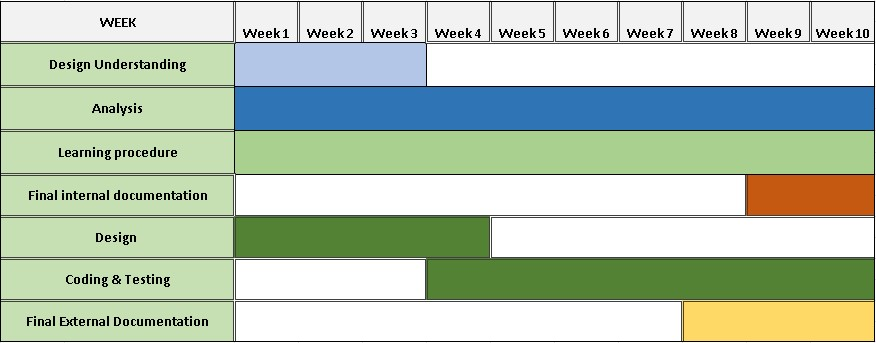 WEEK
Week 1 Week 2 Week 3 Week 4 Week 5 Week 6 Week 7 Week 8 Week 9 Week 10
Design Understanding
Analysis
Learning procedure
Final internal documentation
Design
Coding & Testing
Final External Documentation